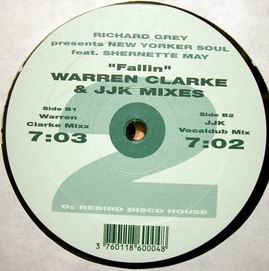 RICHARD GREY
presents NEW YORKER SOUL
feat. SHERNETTE MAY
"Fallin"
WARREN CLARKE
& JJK MIXES
Side B1
Warren
Clarke Mixx
7:03
Side B2
JJK
Vocaldub Mix
7:02
2
O2 REBIRD DISCO HOUSE
3 760118 600048